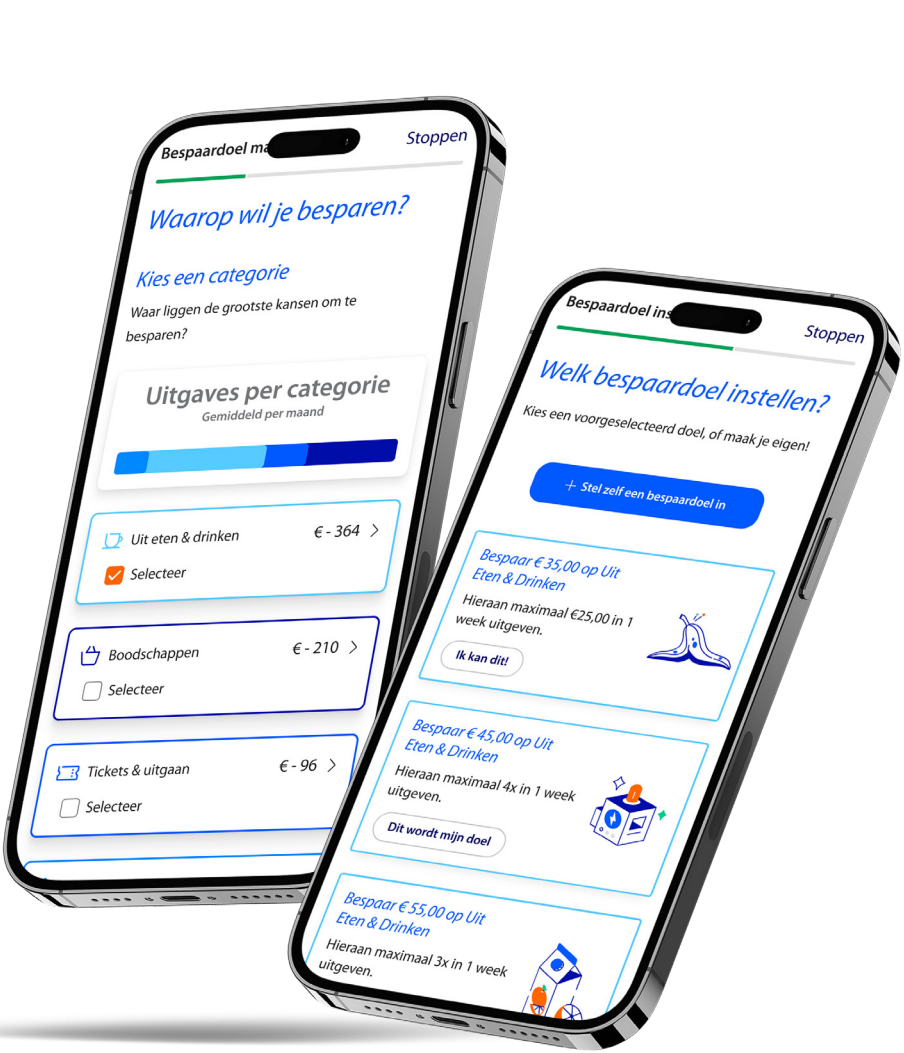 Bespaardoel ma
Stoppen
Waarop wil je besparen?
Kies een categorie
Waar liggen de grootste kansen om te
besparen?
Uitgaves per categorie
Gemiddeld per maand
Uit eten & drinken
€ - 364
Selecteer
Boodschappen
€ - 210
Selecteer
Tickets & uitgaan
€ - 96
Selecteer
Bespaardoel ins
Stoppen
Welk bespaardoel instellen?
Kies een voorgeselecteerd doel, of maak je eigen!
+ Stel zelf een bespaardoel in
Bespaar € 35,00 op Uit
Eten & Drinken
Hieraan maximaal €25,00 in 1
week uitgeven.
Ik kan dit!
Bespaar € 45,00 op Uit
Eten & Drinken
Hieraan maximaal 4x in 1 week
uitgeven.
Dit wordt mijn doel
Bespaar € 55,00 op Uit
Eten & Drinken
Hieraan maximaal 3x in 1 week
uitgeven.